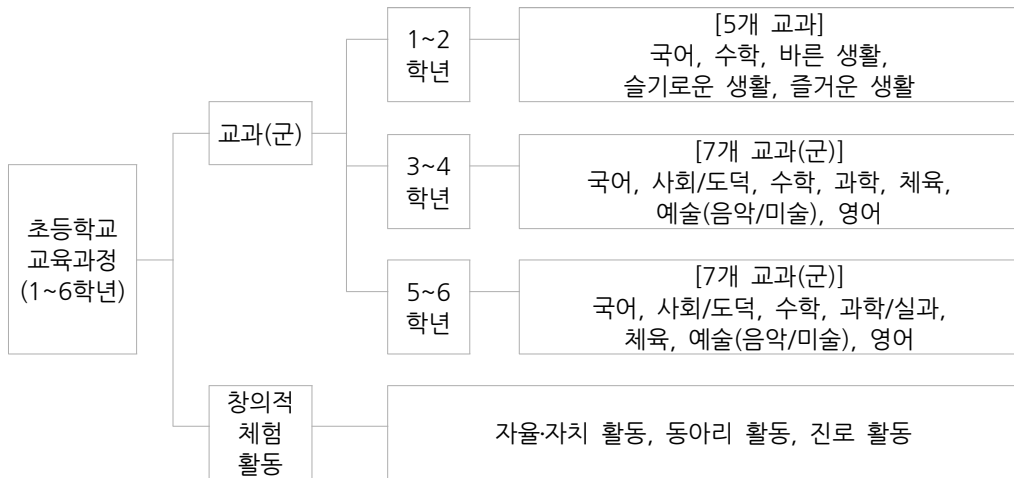 초등학교
교육과정
(1~6학년)
교과(군)
1~2
학년
[5개 교과]
국어, 수학, 바른 생활,
슬기로운 생활, 즐거운 생활
3~4
학년
[7개 교과(군)]
국어, 사회/도덕, 수학, 과학, 체육,
예술(음악/미술), 영어
5~6
학년
[7개 교과(군)]
국어, 사회/도덕, 수학, 과학/실과,
체육, 예술(음악/미술), 영어
창의적
체험
활동
자율·자치 활동, 동아리 활동, 진로 활동